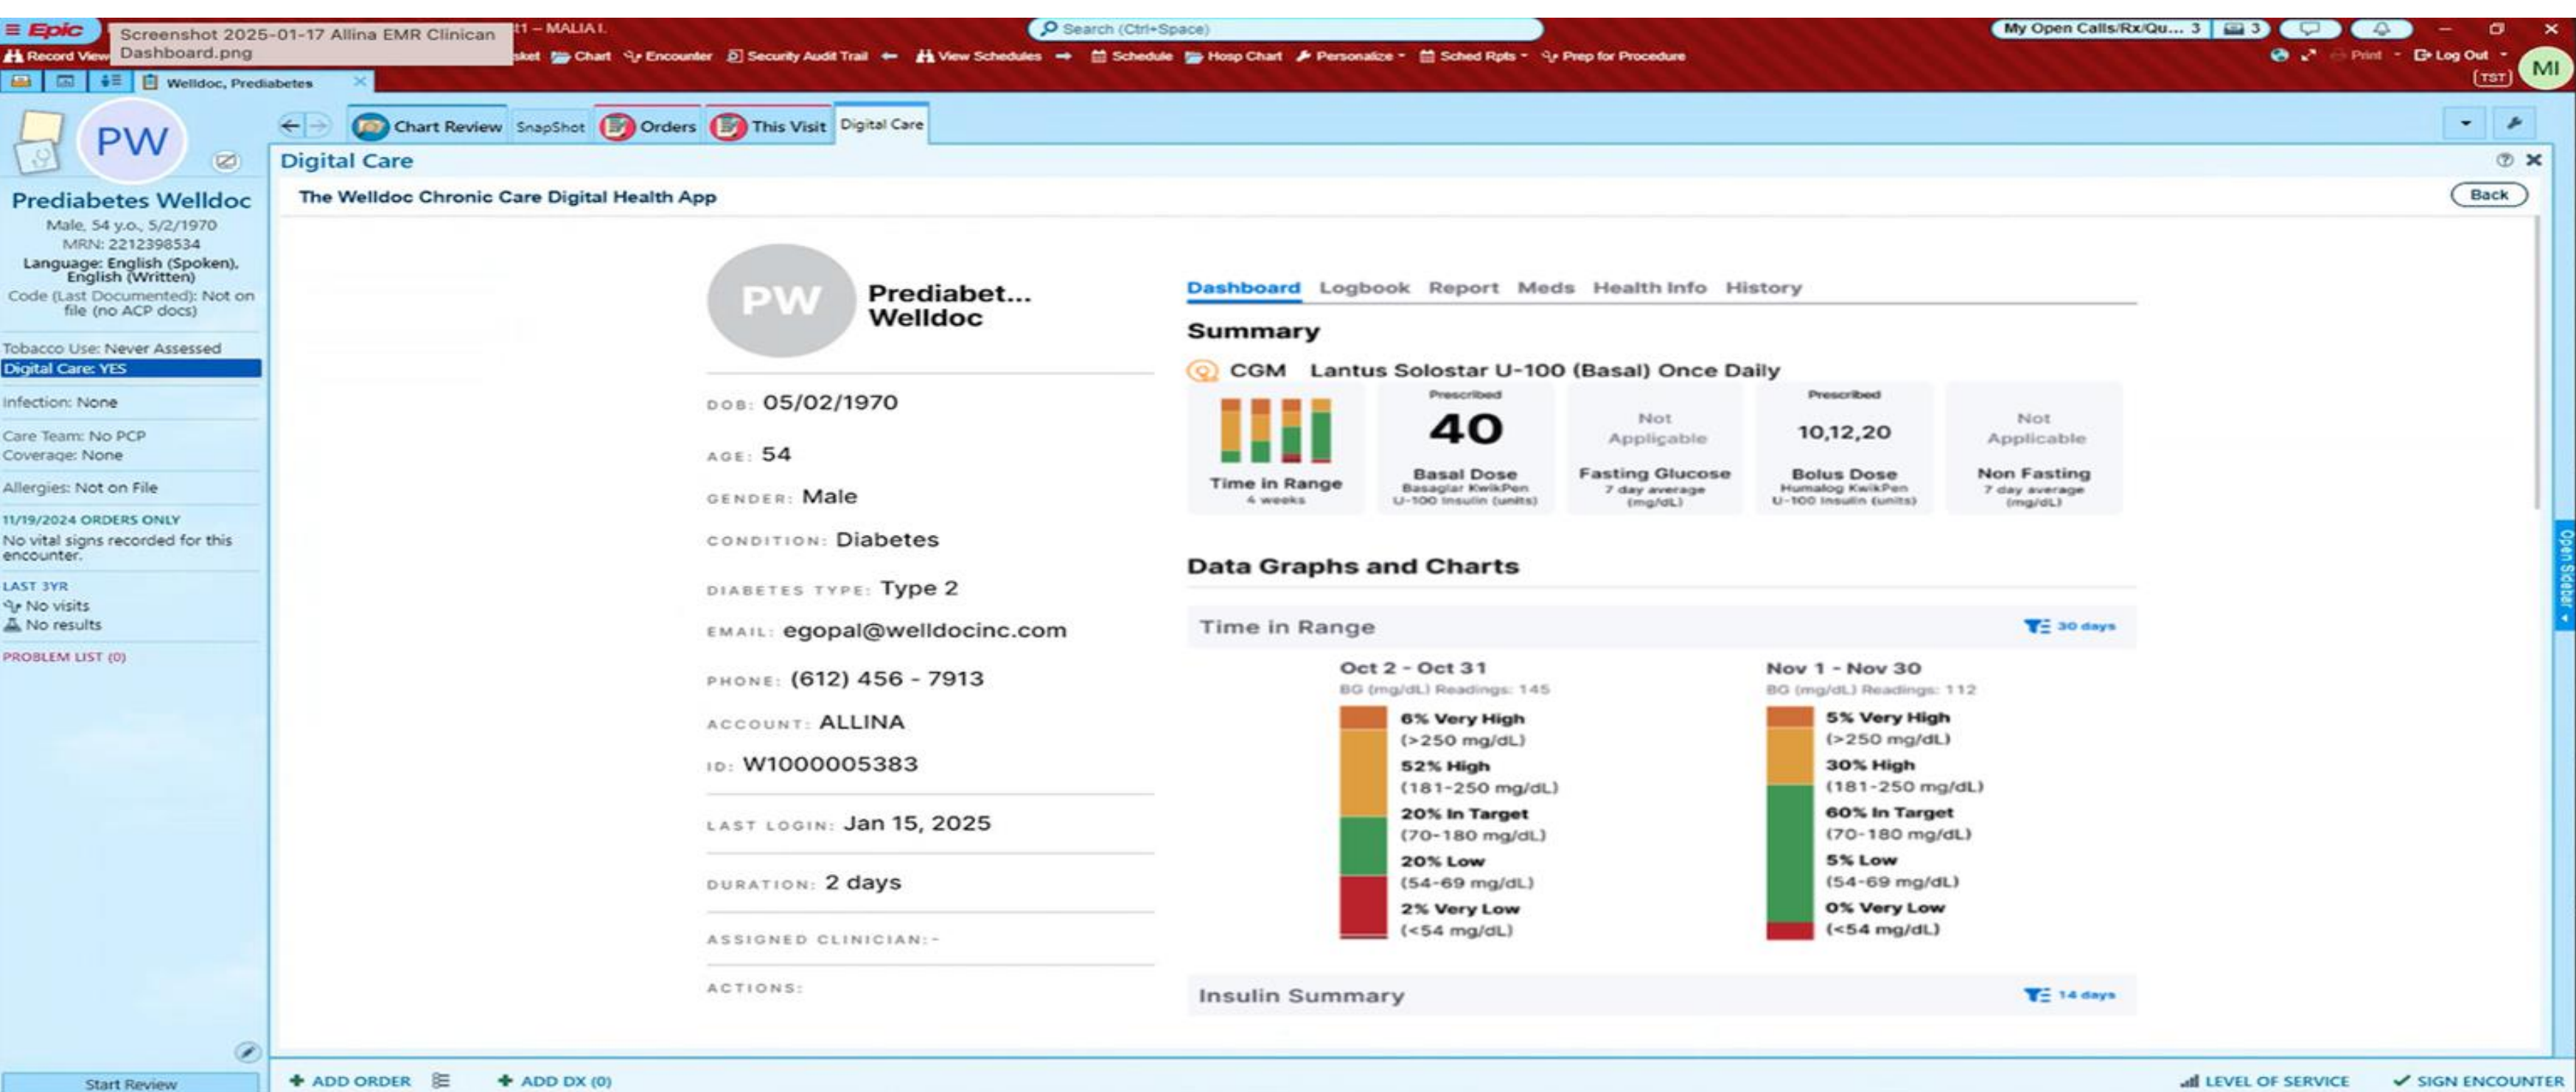 Epic
Screenshot 2025-01-17 Allina EMR Clinican
Dashboard.png
– MALIA I.
Search (Ctrl+Space)
My Open Calls/Rx/Qu... 3
3
Record View
Chart
Encounter
Security Audit Trail
View Schedules
Schedule
Hosp Chart
Personalize
Sched Rpts
Prep for Procedure
Print
Log Out
TST
MI
Welldoc, Prediabetes
PW
Chart Review
SnapShot
Orders
This Visit
Digital Care
Digital Care
The Welldoc Chronic Care Digital Health App
Back
Prediabetes Welldoc
Male, 54 y.o., 5/2/1970
MRN: 2212398534
Language: English (Spoken),
English (Written)
Code (Last Documented): Not on
file (no ACP docs)
Tobacco Use: Never Assessed
Digital Care: YES
Infection: None
Care Team: No PCP
Coverage: None
Allergies: Not on File
11/19/2024 ORDERS ONLY
No vital signs recorded for this
encounter.
LAST 3YR
No visits
No results
PROBLEM LIST (0)
Start Review
PW
Prediabet...
Welldoc
DOB: 05/02/1970
AGE: 54
GENDER: Male
CONDITION: Diabetes
DIABETES TYPE: Type 2
EMAIL: egopal@welldocinc.com
PHONE: (612) 456 - 7913
ACCOUNT: ALLINA
ID: W1000005383
LAST LOGIN: Jan 15, 2025
DURATION: 2 days
ASSIGNED CLINICIAN:-
ACTIONS:
Dashboard Logbook Report Meds Health Info History
Summary
CGM Lantus Solostar U-100 (Basal) Once Daily
Time in Range
4 weeks
Prescribed
40
Basal Dose
Basaglar KwikPen
U-100 Insulin (units)
Not
Applicable
Fasting Glucose
7 day average
(mg/dL)
Prescribed
10,12,20
Bolus Dose
Humalog KwikPen
U-100 Insulin (units)
Not
Applicable
Non Fasting
7 day average
(mg/dL)
Data Graphs and Charts
Time in Range
30 days
Oct 2 - Oct 31
BG (mg/dL) Readings: 145
6% Very High
(>250 mg/dL)
52% High
(181-250 mg/dL)
20% In Target
(70-180 mg/dL)
20% Low
(54-69 mg/dL)
2% Very Low
(<54 mg/dL)
Nov 1 - Nov 30
BG (mg/dL) Readings: 112
5% Very High
(>250 mg/dL)
30% High
(181-250 mg/dL)
60% In Target
(70-180 mg/dL)
5% Low
(54-69 mg/dL)
0% Very Low
(<54 mg/dL)
Insulin Summary
14 days
Open Sidebar
ADD ORDER
ADD DX (0)
LEVEL OF SERVICE
SIGN ENCOUNTER